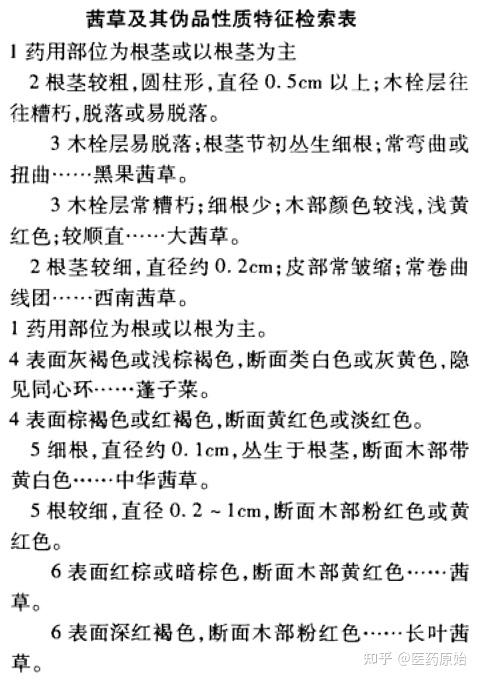 茜草及其伪品性质特征检索表
1 药用部位为根茎或以根茎为主
2 根茎较粗,圆柱形,直径0.5cm以上;木栓层往
往糟朽,脱落或易脱落。
3 木栓层易脱落;根茎节初丛生细根;常弯曲或
扭曲……黑果茜草。
3 木栓层常糟朽;细根少;木部颜色较浅,浅黄
红色;较顺直……大茜草。
2 根茎较细,直径约0.2cm;皮部常皱缩;常卷曲
线团……西南茜草。
1 药用部位为根或以根为主。
4 表面灰褐色或浅棕褐色,断面类白色或灰黄色,隐
见同心环……蓬子菜。
4 表面棕褐色或红褐色,断面黄红色或淡红色。
5 细根,直径约0.1cm,丛生于根茎,断面木部带
黄白色……中华茜草。
5 根较细,直径0.2~1cm,断面木部粉红色或黄
红色。
6 表面红棕或暗棕色,断面木部黄红色……茜
草。
6 表面深红褐色,断面木部粉红色……长叶茜
草。
知乎 @医药原始